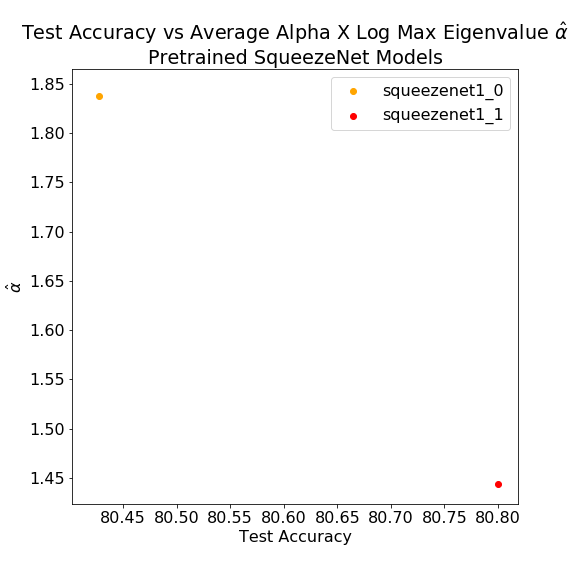 Test Accuracy vs Average Alpha X Log Max Eigenvalue α̂
Pretrained SqueezeNet Models
squeezenet1_0
squeezenet1_1
1.85
1.80
1.75
1.70
1.65
1.60
1.55
1.50
1.45
α̂
80.45 80.50 80.55 80.60 80.65 80.70 80.75 80.80
Test Accuracy